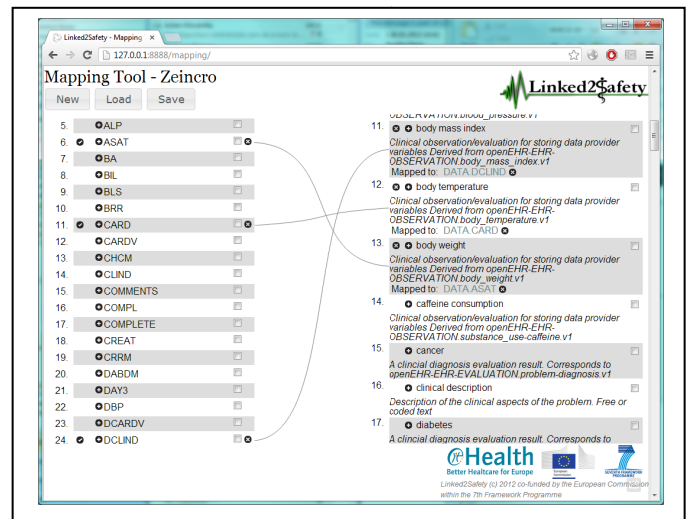 Linked2Safety - Mapping
127.0.0.1:8888/mapping/
Mapping Tool - Zeincro
Linked2Safety
New Load Save
5. ALP
6. ASAT
7. BA
8. BIL
9. BLS
10. BRR
11. CARD
12. CARDV
13. CHCM
14. CLIND
15. COMMENTS
16. COMPL
17. COMPLETE
18. CREAT
19. CRRM
20. DABDM
21. DAY3
22. DBP
23. DCARDV
24. DCLIND
OBSERVATION.blood_pressure.v1
11. body mass index
Clinical observation/evaluation for storing data provider
variables Derived from openEHR-EHR-
OBSERVATION.body_mass_index.v1
Mapped to: DATA.DCLIND
12. body temperature
Clinical observation/evaluation for storing data provider
variables Derived from openEHR-EHR-
OBSERVATION.body_temperature.v1
Mapped to: DATA.CARD
13. body weight
Clinical observation/evaluation for storing data provider
variables Derived from openEHR-EHR-
OBSERVATION.body_weight.v1
Mapped to: DATA.ASAT
14. caffeine consumption
Clinical observation/evaluation for storing data provider
variables Derived from openEHR-EHR-
OBSERVATION.substance_use-caffeine.v1
15. cancer
A clincial diagnosis evaluation result. Corresponds to
openEHR-EHR-EVALUATION.problem-diagnosis.v1
16. clinical description
Description of the clinical aspects of the problem. Free or
coded text
17. diabetes
A clincial diagnosis evaluation result. Corresponds to
Health
Better Healtcare for Europe
SEVENTH FRAMEWORK
PROGRAMME
Linked2Safety (c) 2012 co-funded by the European Commission
within the 7th Framework Programme